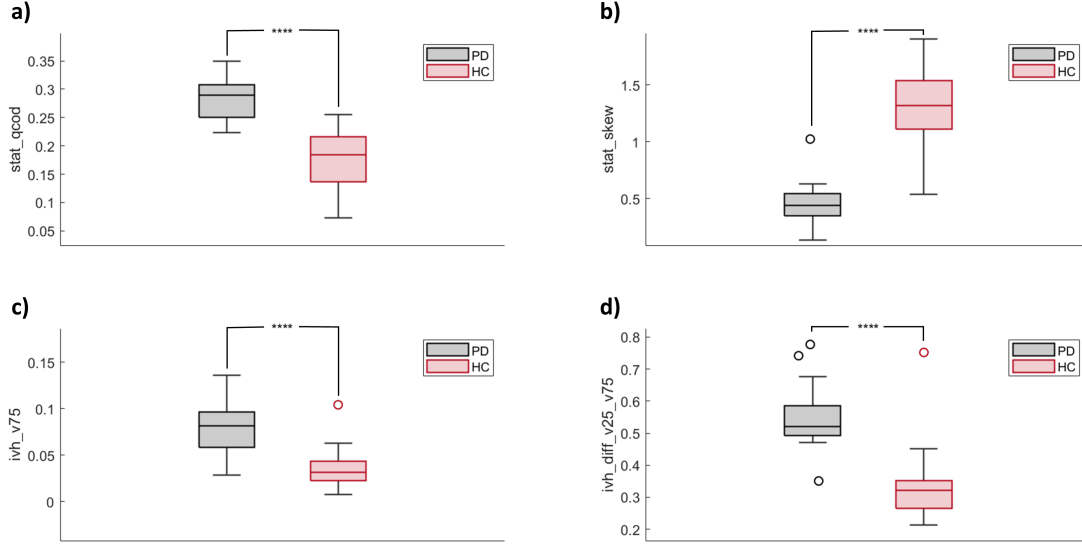 a)
****
PD
HC
0.35
0.3
0.25
0.2
0.15
0.1
0.05
stat_qcod
b)
****
PD
HC
1.5
1
0.5
stat_skew
c)
****
PD
HC
0.15
0.1
0.05
0
ivh_v75
d)
****
PD
HC
0.8
0.7
0.6
0.5
0.4
0.3
0.2
ivh_diff_v25_v75